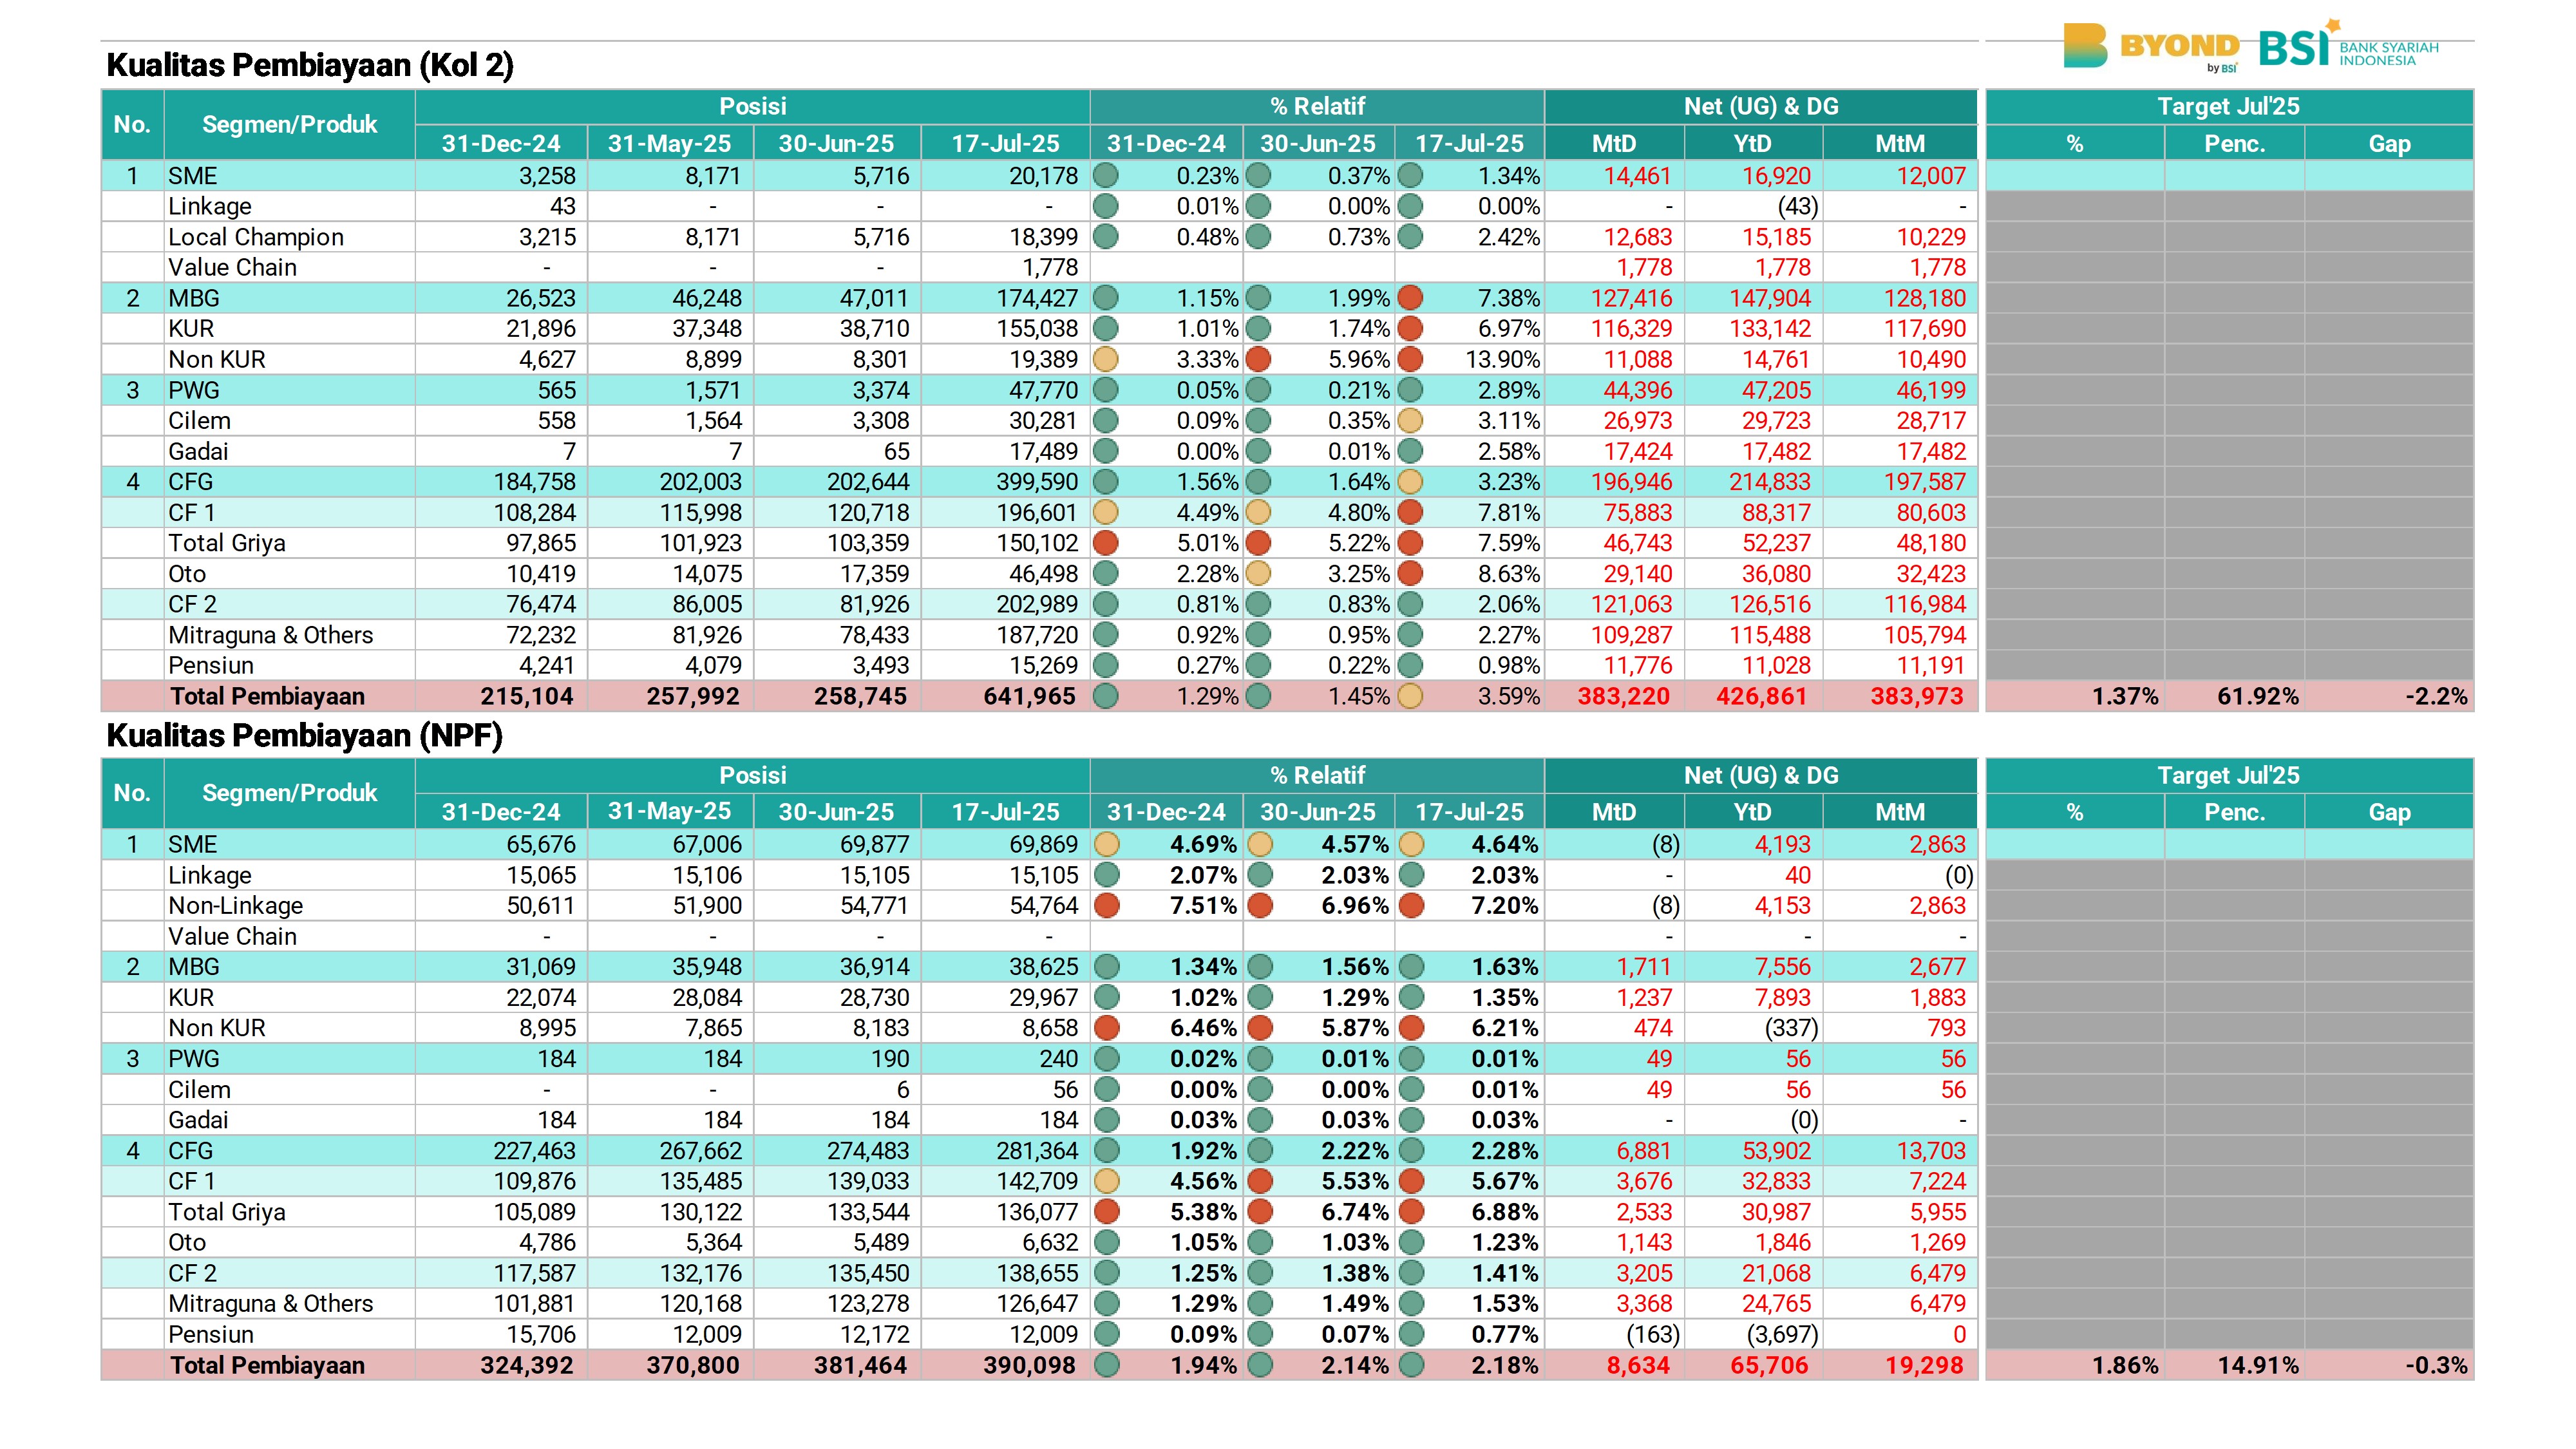 BYOND
by BSI
BSI BANK SYARIAH
INDONESIA
Kualitas Pembiayaan (Kol 2)
No. Segmen/Produk Posisi % Relatif Net (UG) & DG Target Jul'25
31-Dec-24 31-May-25 30-Jun-25 17-Jul-25 31-Dec-24 30-Jun-25 17-Jul-25 MtD YtD MtM % Penc. Gap
1 SME 3,258 8,171 5,716 20,178 0.23% 0.37% 1.34% 14,461 16,920 12,007
Linkage 43 - - - 0.01% 0.00% 0.00% - (43) -
Local Champion 3,215 8,171 5,716 18,399 0.48% 0.73% 2.42% 12,683 15,185 10,229
Value Chain - - - 1,778 1,778 1,778 1,778
2 MBG 26,523 46,248 47,011 174,427 1.15% 1.99% 7.38% 127,416 147,904 128,180
KUR 21,896 37,348 38,710 155,038 1.01% 1.74% 6.97% 116,329 133,142 117,690
Non KUR 4,627 8,899 8,301 19,389 3.33% 5.96% 13.90% 11,088 14,761 10,490
3 PWG 565 1,571 3,374 47,770 0.05% 0.21% 2.89% 44,396 47,205 46,199
Cilem 558 1,564 3,308 30,281 0.09% 0.35% 3.11% 26,973 29,723 28,717
Gadai 7 7 65 17,489 0.00% 0.01% 2.58% 17,424 17,482 17,482
4 CFG 184,758 202,003 202,644 399,590 1.56% 1.64% 3.23% 196,946 214,833 197,587
CF 1 108,284 115,998 120,718 196,601 4.49% 4.80% 7.81% 75,883 88,317 80,603
Total Griya 97,865 101,923 103,359 150,102 5.01% 5.22% 7.59% 46,743 52,237 48,180
Oto 10,419 14,075 17,359 46,498 2.28% 3.25% 8.63% 29,140 36,080 32,423
CF 2 76,474 86,005 81,926 202,989 0.81% 0.83% 2.06% 121,063 126,516 116,984
Mitraguna & Others 72,232 81,926 78,433 187,720 0.92% 0.95% 2.27% 109,287 115,488 105,794
Pensiun 4,241 4,079 3,493 15,269 0.27% 0.22% 0.98% 11,776 11,028 11,191
Total Pembiayaan 215,104 257,992 258,745 641,965 1.29% 1.45% 3.59% 383,220 426,861 383,973 1.37% 61.92% -2.2%
Kualitas Pembiayaan (NPF)
No. Segmen/Produk Posisi % Relatif Net (UG) & DG Target Jul'25
31-Dec-24 31-May-25 30-Jun-25 17-Jul-25 31-Dec-24 30-Jun-25 17-Jul-25 MtD YtD MtM % Penc. Gap
1 SME 65,676 67,006 69,877 69,869 4.69% 4.57% 4.64% (8) 4,193 2,863
Linkage 15,065 15,106 15,105 15,105 2.07% 2.03% 2.03% - 40 (0)
Non-Linkage 50,611 51,900 54,771 54,764 7.51% 6.96% 7.20% (8) 4,153 2,863
Value Chain - - - - - - -
2 MBG 31,069 35,948 36,914 38,625 1.34% 1.56% 1.63% 1,711 7,556 2,677
KUR 22,074 28,084 28,730 29,967 1.02% 1.29% 1.35% 1,237 7,893 1,883
Non KUR 8,995 7,865 8,183 8,658 6.46% 5.87% 6.21% 474 (337) 793
3 PWG 184 184 190 240 0.02% 0.01% 0.01% 49 56 56
Cilem - - 6 56 0.00% 0.00% 0.01% 49 56 56
Gadai 184 184 184 184 0.03% 0.03% 0.03% - (0) -
4 CFG 227,463 267,662 274,483 281,364 1.92% 2.22% 2.28% 6,881 53,902 13,703
CF 1 109,876 135,485 139,033 142,709 4.56% 5.53% 5.67% 3,676 32,833 7,224
Total Griya 105,089 130,122 133,544 136,077 5.38% 6.74% 6.88% 2,533 30,987 5,955
Oto 4,786 5,364 5,489 6,632 1.05% 1.03% 1.23% 1,143 1,846 1,269
CF 2 117,587 132,176 135,450 138,655 1.25% 1.38% 1.41% 3,205 21,068 6,479
Mitraguna & Others 101,881 120,168 123,278 126,647 1.29% 1.49% 1.53% 3,368 24,765 6,479
Pensiun 15,706 12,009 12,172 12,009 0.09% 0.07% 0.77% (163) (3,697) 0
Total Pembiayaan 324,392 370,800 381,464 390,098 1.94% 2.14% 2.18% 8,634 65,706 19,298 1.86% 14.91% -0.3%